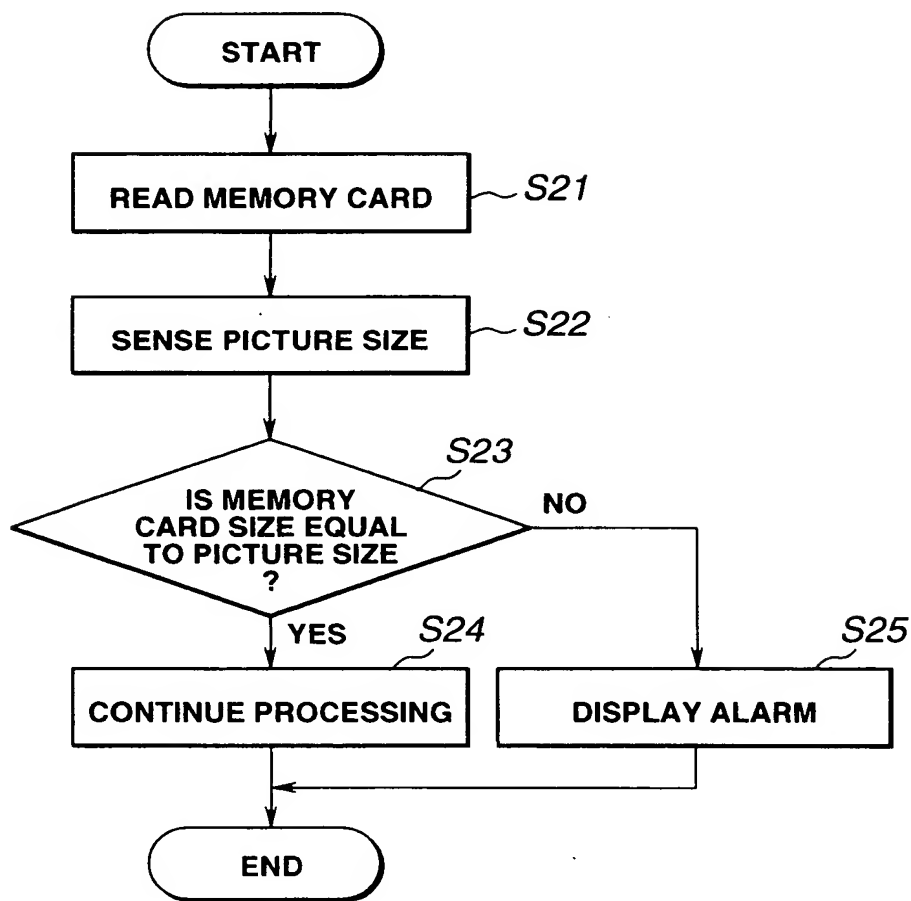 START
READ MEMORY CARD
S21
SENSE PICTURE SIZE
S22
S23
IS MEMORY
CARD SIZE EQUAL
TO PICTURE SIZE
?
NO
YES
S24
S25
CONTINUE PROCESSING
DISPLAY ALARM
END